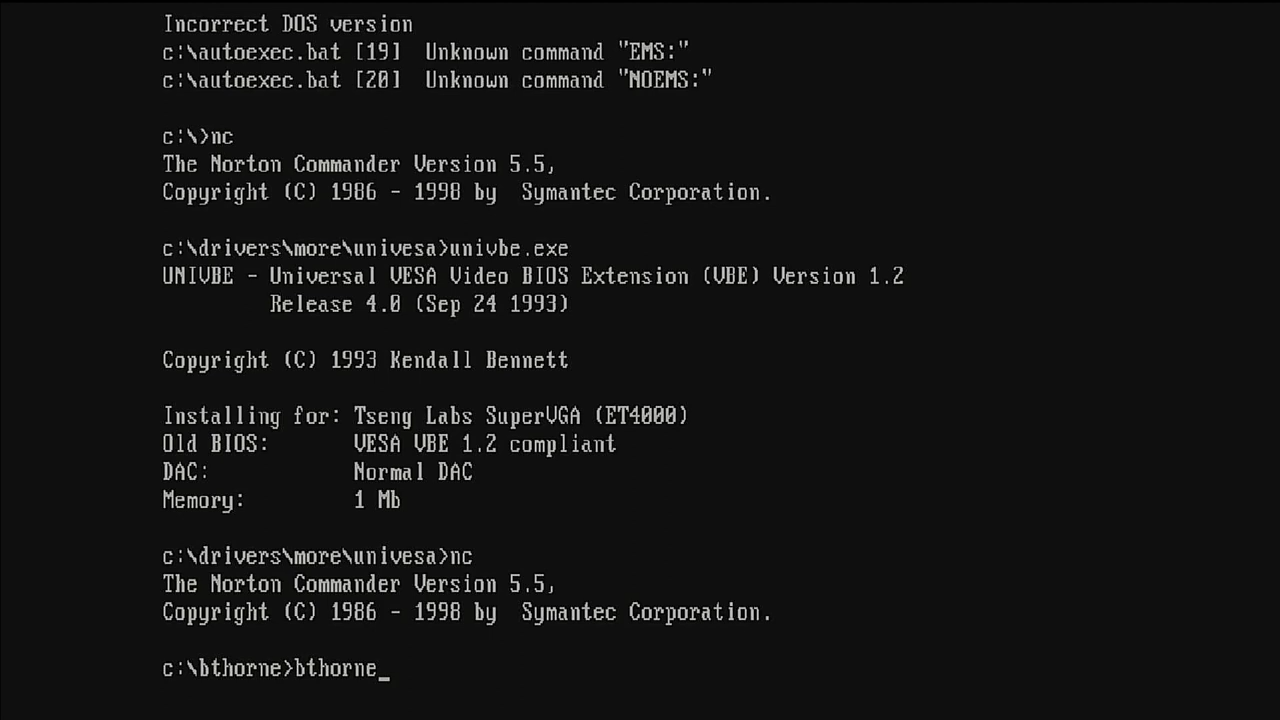 Incorrect DOS version
c:\autoexec.bat [19]  Unknown command "EMS:"
c:\autoexec.bat [20]  Unknown command "NOEMS:"
c:\>nc
The Norton Commander Version 5.5,
Copyright (C) 1986 - 1998 by  Symantec Corporation.
c:\drivers\more\univesa>univbe.exe
UNIVBE - Universal VESA Video BIOS Extension (VBE) Version 1.2
         Release 4.0 (Sep 24 1993)
Copyright (C) 1993 Kendall Bennett
Installing for: Tseng Labs SuperVGA (ET4000)
Old BIOS:       VESA VBE 1.2 compliant
DAC:            Normal DAC
Memory:         1 Mb
c:\drivers\more\univesa>nc
The Norton Commander Version 5.5,
Copyright (C) 1986 - 1998 by  Symantec Corporation.
c:\bthorne>bthorne_